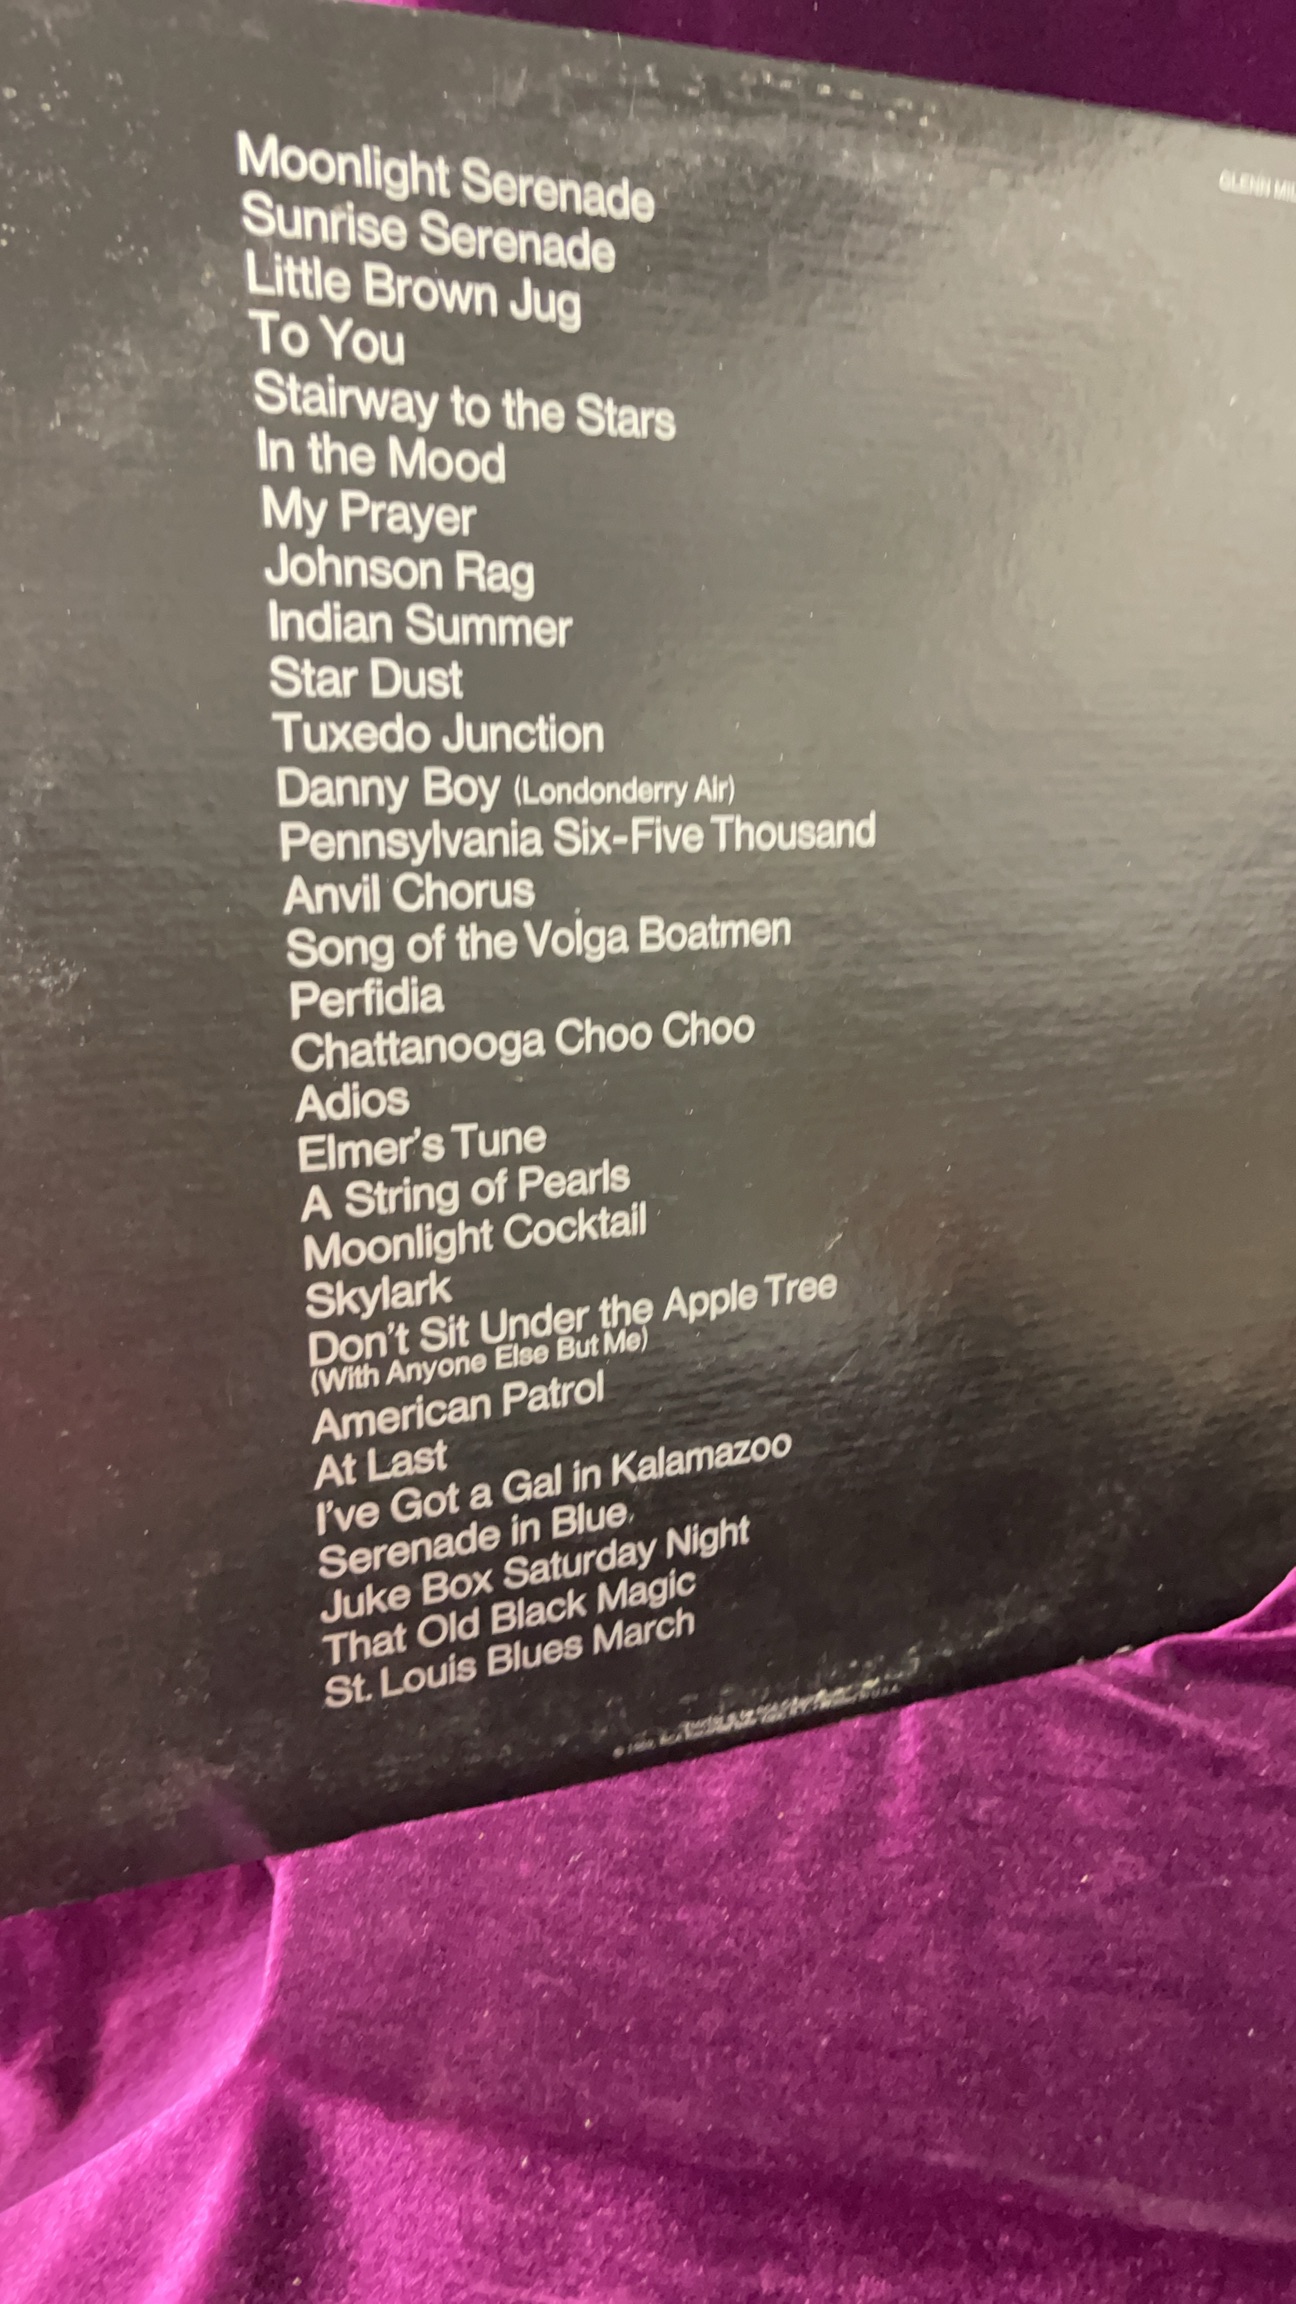 Moonlight Serenade
Sunrise Serenade
Little Brown Jug
To You
Stairway to the Stars
In the Mood
My Prayer
Johnson Rag
Indian Summer
Star Dust
Tuxedo Junction
Danny Boy (Londonderry Air)
Pennsylvania Six-Five Thousand
Anvil Chorus
Song of the Volga Boatmen
Perfidia
Chattanooga Choo Choo
Adios
Elmer's Tune
A String of Pearls
Moonlight Cocktail
Skylark
Don't Sit Under the Apple Tree
(With Anyone Else But Me)
American Patrol
At Last
I've Got a Gal in Kalamazoo
Serenade in Blue
Juke Box Saturday Night
That Old Black Magic
St. Louis Blues March
GLENN